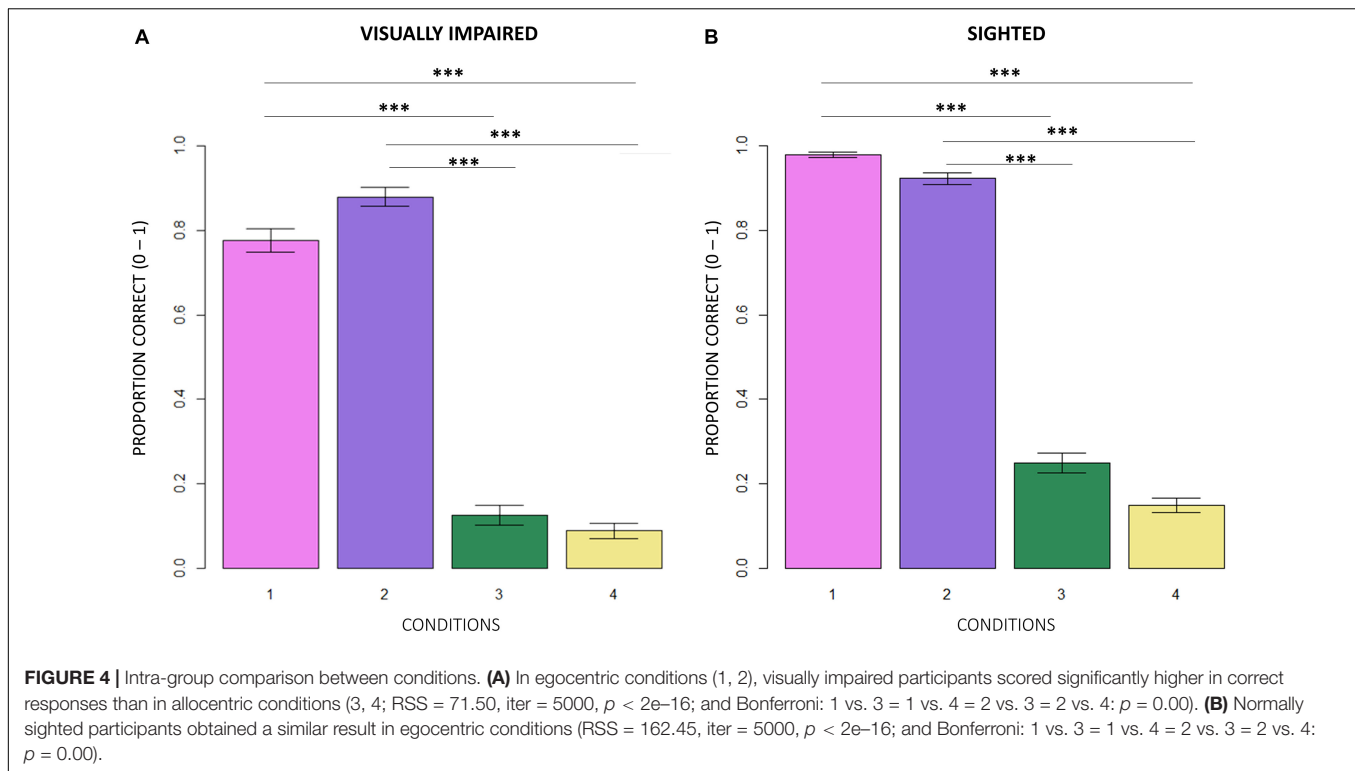 A VISUALLY IMPAIRED
***
***
***
***
PROPORTION CORRECT (0 – 1)
1.0
0.8
0.6
0.4
0.2
0.0
1 2 3 4
CONDITIONS
B SIGHTED
***
***
***
***
PROPORTION CORRECT (0 – 1)
1.0
0.8
0.6
0.4
0.2
0.0
1 2 3 4
CONDITIONS
FIGURE 4 | Intra-group comparison between conditions. (A) In egocentric conditions (1, 2), visually impaired participants scored significantly higher in correct
responses than in allocentric conditions (3, 4; RSS = 71.50, iter = 5000, p < 2e–16; and Bonferroni: 1 vs. 3 = 1 vs. 4 = 2 vs. 3 = 2 vs. 4: p = 0.00). (B) Normally
sighted participants obtained a similar result in egocentric conditions (RSS = 162.45, iter = 5000, p < 2e–16; and Bonferroni: 1 vs. 3 = 1 vs. 4 = 2 vs. 3 = 2 vs. 4:
p = 0.00).